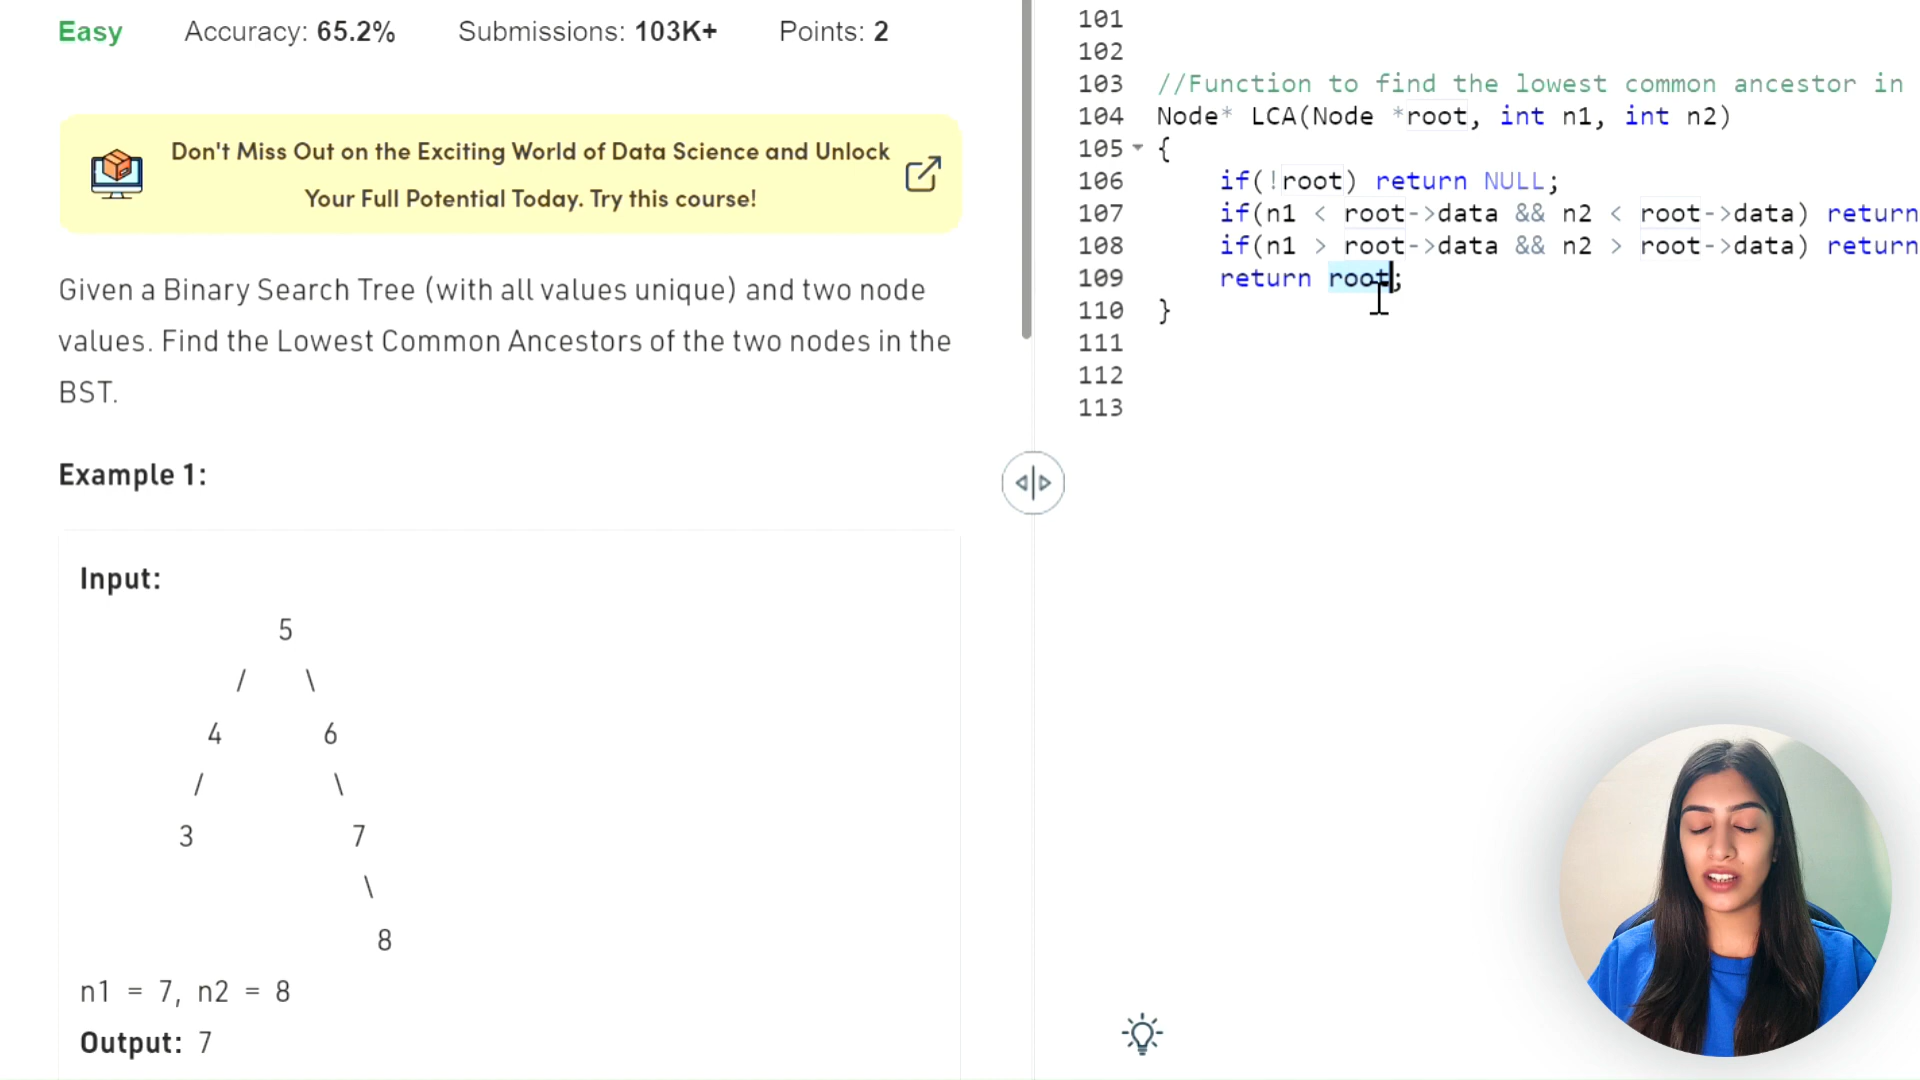 Easy Accuracy: 65.2% Submissions: 103K+ Points: 2
Don't Miss Out on the Exciting World of Data Science and Unlock
Your Full Potential Today. Try this course!
Given a Binary Search Tree (with all values unique) and two node
values. Find the Lowest Common Ancestors of the two nodes in the
BST.
Example 1:
Input:
5
/ \
4 6
/ \
3 7
\
8
n1 = 7, n2 = 8
Output: 7
101
102
103 //Function to find the lowest common ancestor in
104 Node* LCA(Node *root, int n1, int n2)
105 {
106 if(!root) return NULL;
107 if(n1 < root->data && n2 < root->data) return
108 if(n1 > root->data && n2 > root->data) return
109 return root;
110 }
111
112
113